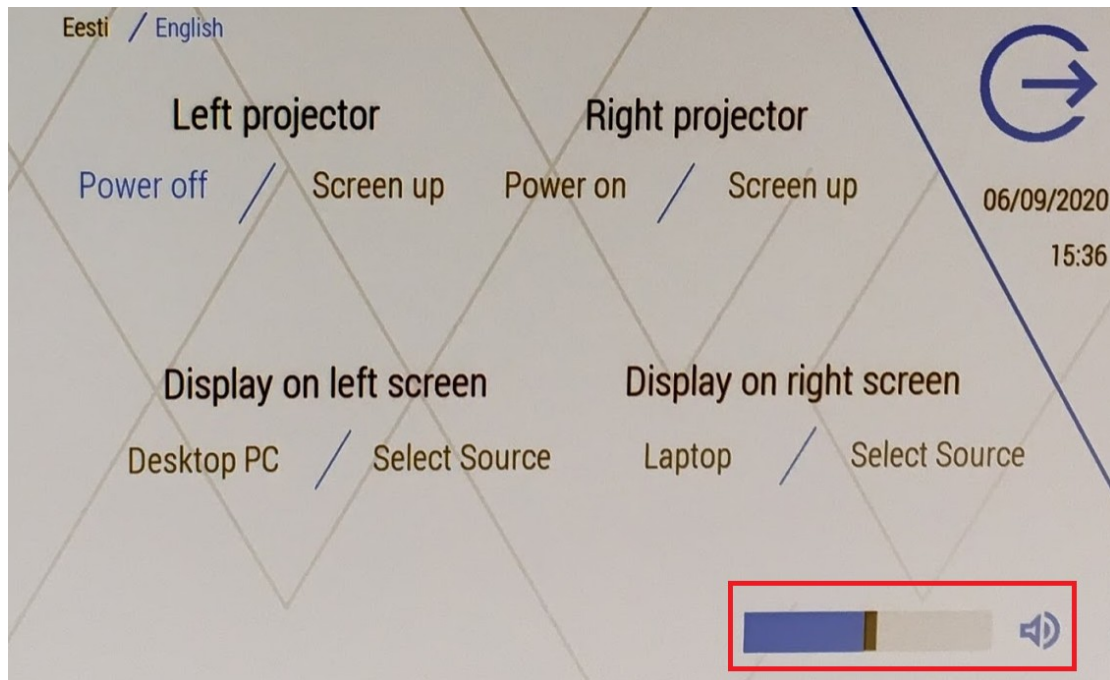 Eesti / English
Left projector
Right projector
Power off / Screen up
Power on / Screen up
06/09/2020
15:36
Display on left screen
Display on right screen
Desktop PC / Select Source
Laptop / Select Source